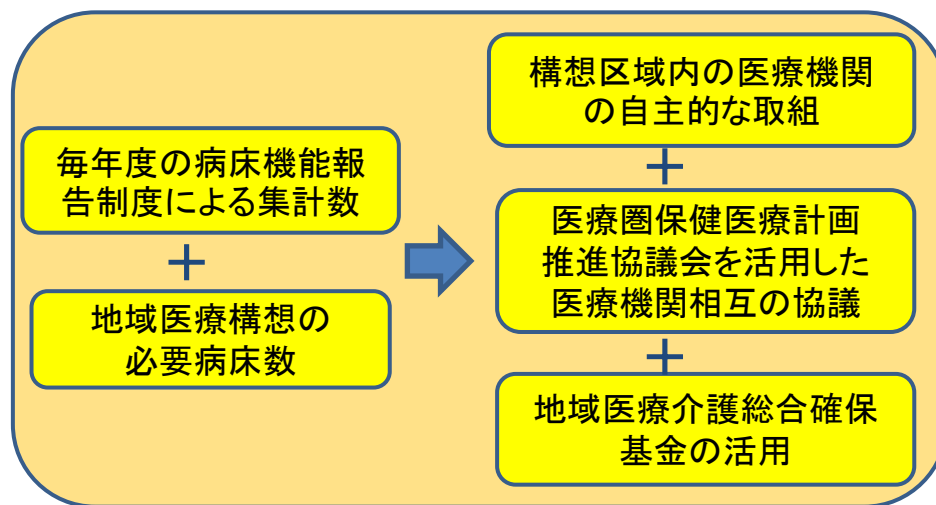 毎年度の病床機能報
告制度による集計数
＋
地域医療構想の
必要病床数
構想区域内の医療機関
の自主的な取組
＋
医療圏保健医療計画
推進協議会を活用した
医療機関相互の協議
＋
地域医療介護総合確保
基金の活用